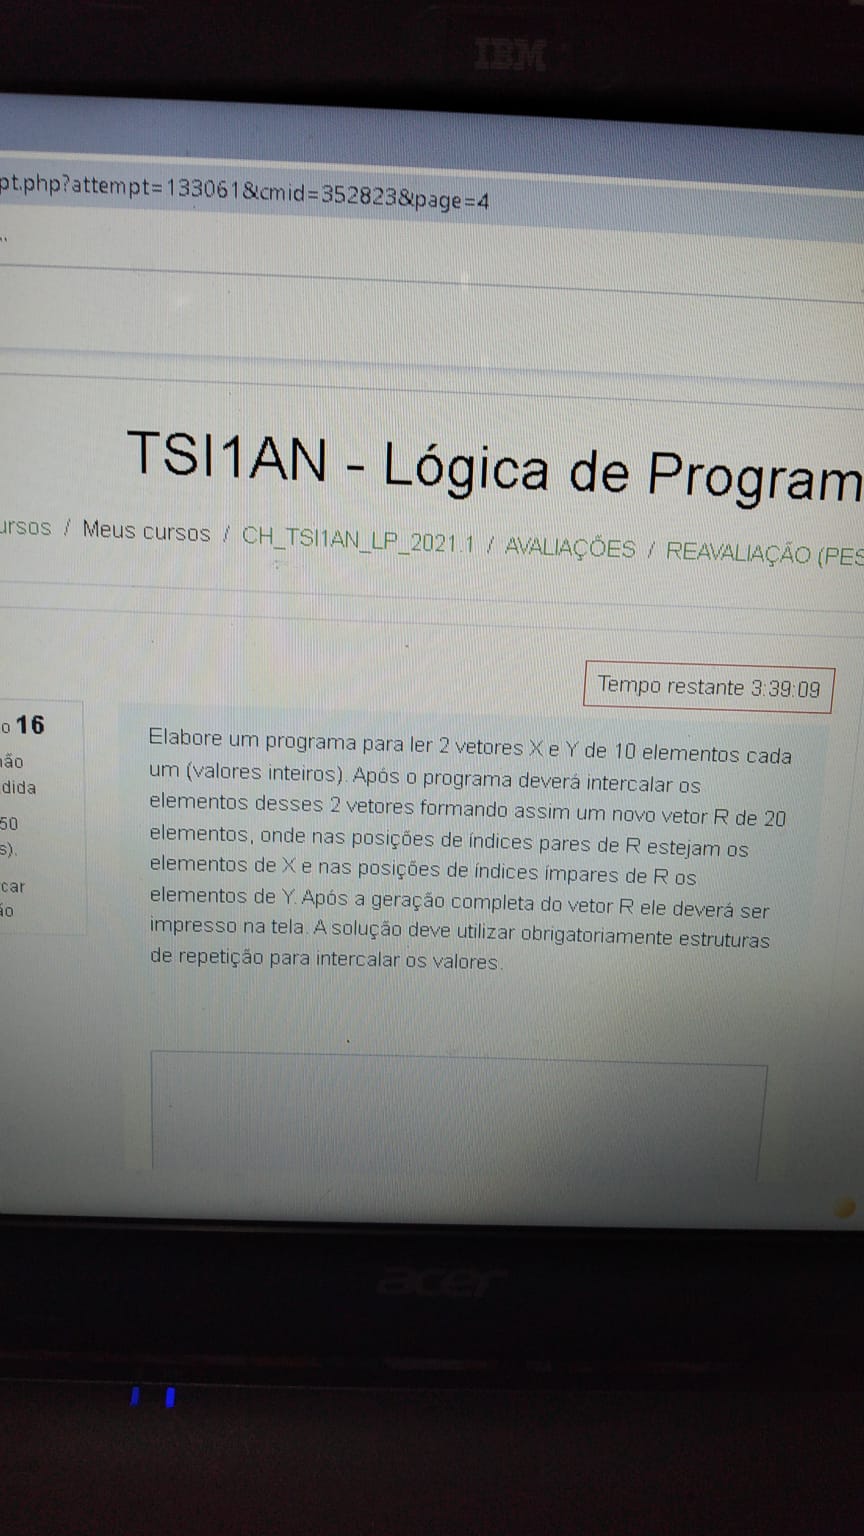 IBM
pt.php?attempt=133061&cmid=352823&page=4
TSI1AN - Lógica de Program
ursos / Meus cursos / CH_TSI1AN_LP_2021.1 / AVALIAÇÕES / REAVALIAÇÃO (PES
Tempo restante 3:39:09
o 16
ão
dida
50
s).
car
ão
Elabore um programa para ler 2 vetores X e Y de 10 elementos cada
um (valores inteiros). Após o programa deverá intercalar os
elementos desses 2 vetores formando assim um novo vetor R de 20
elementos, onde nas posições de índices pares de R estejam os
elementos de X e nas posições de índices ímpares de R os
elementos de Y. Após a geração completa do vetor R ele deverá ser
impresso na tela. A solução deve utilizar obrigatoriamente estruturas
de repetição para intercalar os valores.
acer